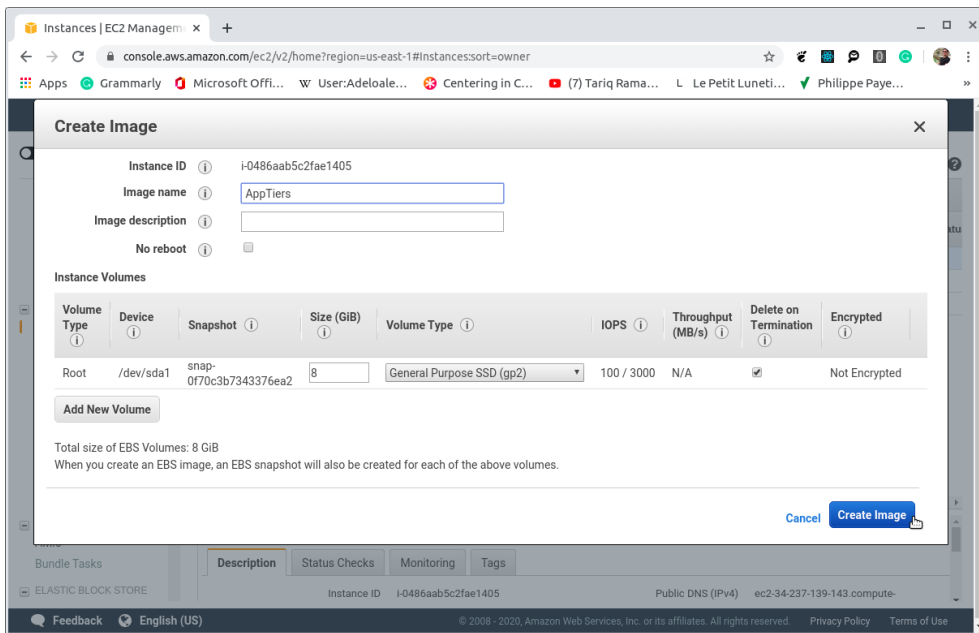 Instances | EC2 Managem
console.aws.amazon.com/ec2/v2/home?region=us-east-1#Instances:sort=owner
Apps Grammarly Microsoft Offi... W User:Adeloale... Centering in C... (7) Tariq Rama... L Le Petit Luneti... Philippe Paye... »
Create Image
Instance ID i-0486aab5c2fae1405
Image name AppTiers
Image description
No reboot
Instance Volumes
Volume Type Device Snapshot Size (GiB) Volume Type IOPS Throughput (MB/s) Delete on Termination Encrypted
Root /dev/sda1 snap-0f70c3b7343376ea2 8 General Purpose SSD (gp2) 100 / 3000 N/A Not Encrypted
Add New Volume
Total size of EBS Volumes: 8 GiB
When you create an EBS image, an EBS snapshot will also be created for each of the above volumes.
Cancel Create Image
Bundle Tasks
Description Status Checks Monitoring Tags
ELASTIC BLOCK STORE
Instance ID i-0486aab5c2fae1405 Public DNS (IPv4) ec2-34-237-139-143.compute-
Feedback English (US) © 2008 - 2020, Amazon Web Services, Inc. or its affiliates. All rights reserved. Privacy Policy Terms of Use